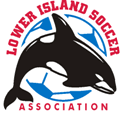 LOWER ISLAND SOCCER
ASSOCIATION